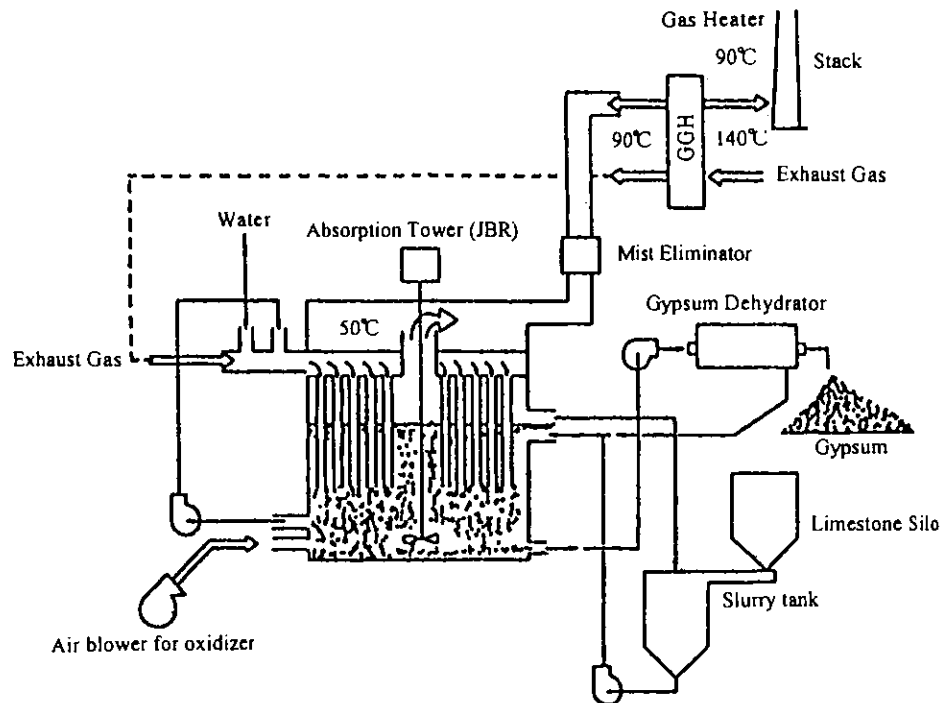 Gas Heater
90℃
Stack
90℃
GGH
140℃
Exhaust Gas
Water
Absorption Tower (JBR)
Mist Eliminator
Gypsum Dehydrator
50℃
Exhaust Gas
Gypsum
Limestone Silo
Slurry tank
Air blower for oxidizer